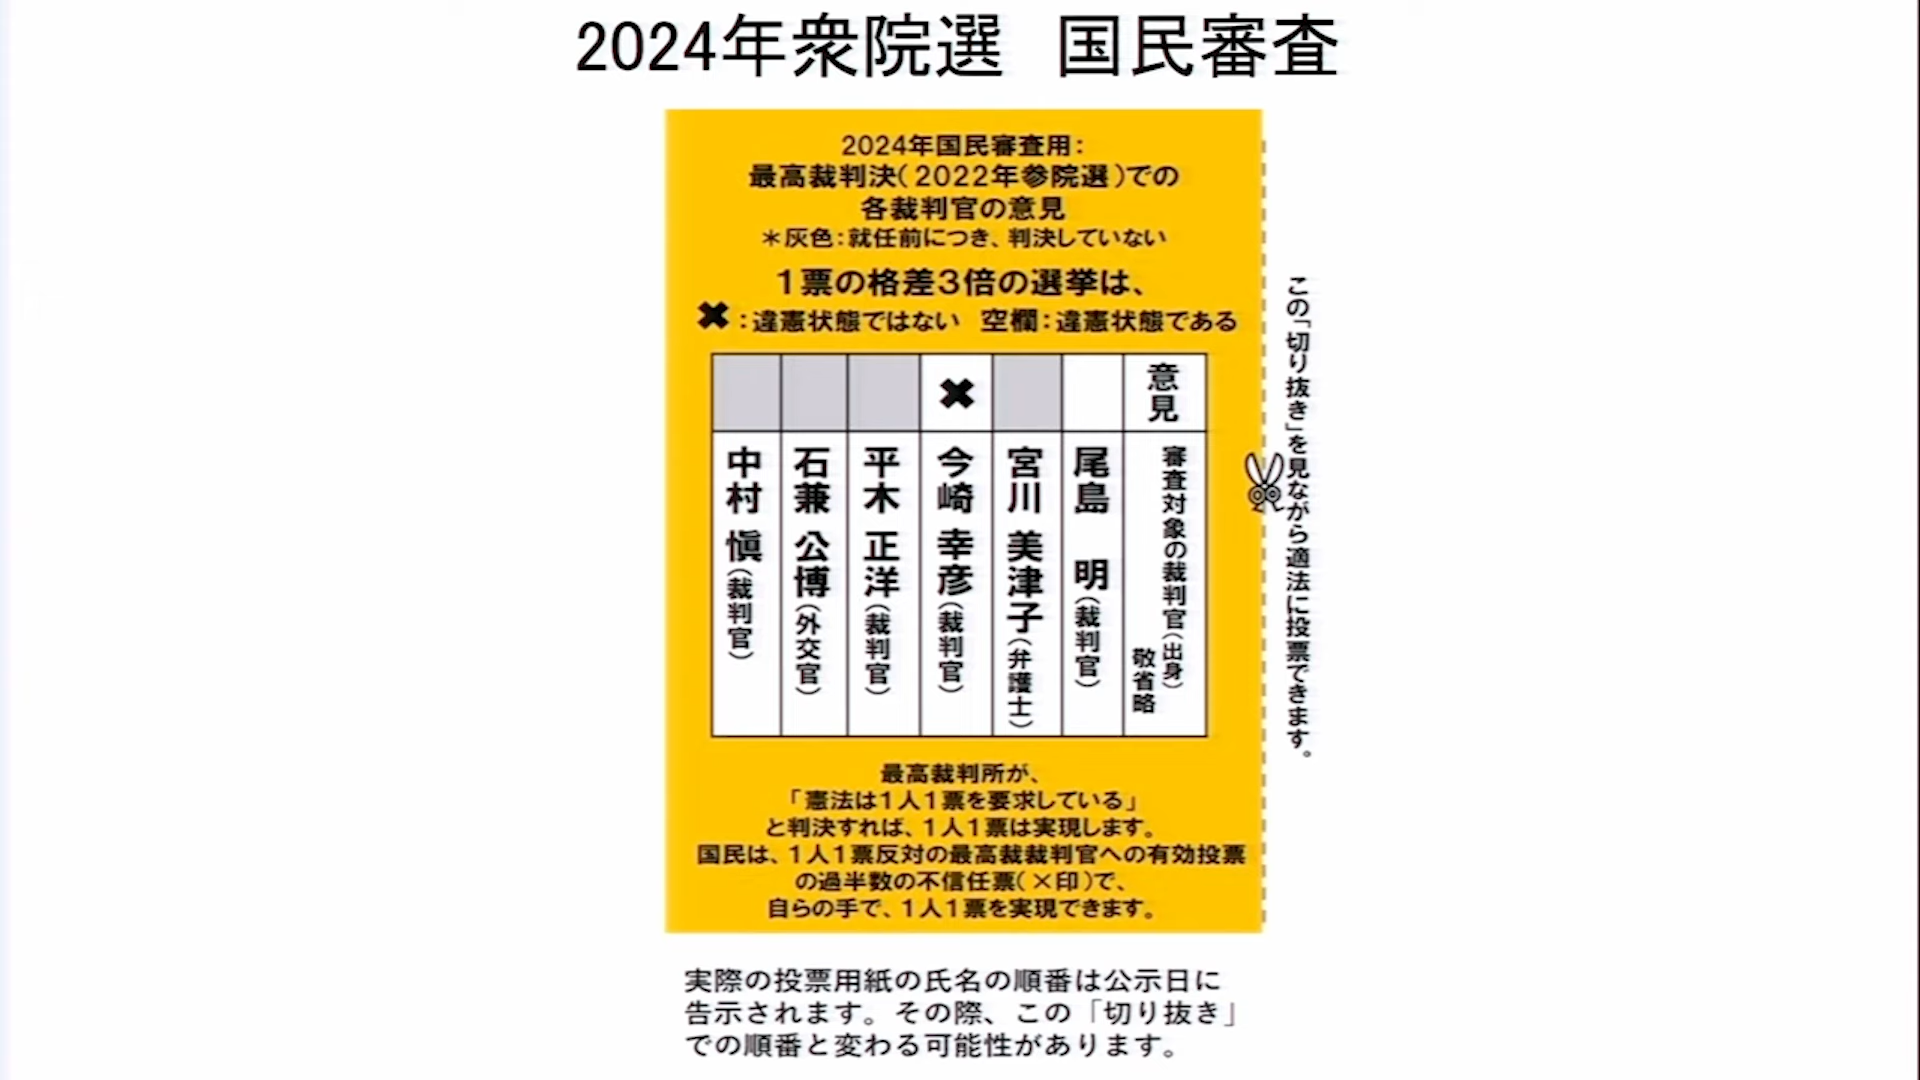 2024年衆院選　国民審査
2024年国民審査用：
最高裁判決（2022年参院選）での
各裁判官の意見
＊灰色：就任前につき、判決していない
1票の格差3倍の選挙は、
✖：違憲状態ではない　空欄：違憲状態である
意見
審査対象の裁判官（出身）
敬省略
尾島　明（裁判官）
宮川　美津子（弁護士）
✖
今崎　幸彦（裁判官）
平木　正洋（裁判官）
石兼　公博（外交官）
中村　愼（裁判官）
この「切り抜き」を見ながら適法に投票できます。
最高裁判所が、
「憲法は1人1票を要求している」
と判決すれば、1人1票は実現します。
国民は、1人1票反対の最高裁裁判官への有効投票
の過半数の不信任票（×印）で、
自らの手で、1人1票を実現できます。
実際の投票用紙の氏名の順番は公示日に
告示されます。その際、この「切り抜き」
での順番と変わる可能性があります。